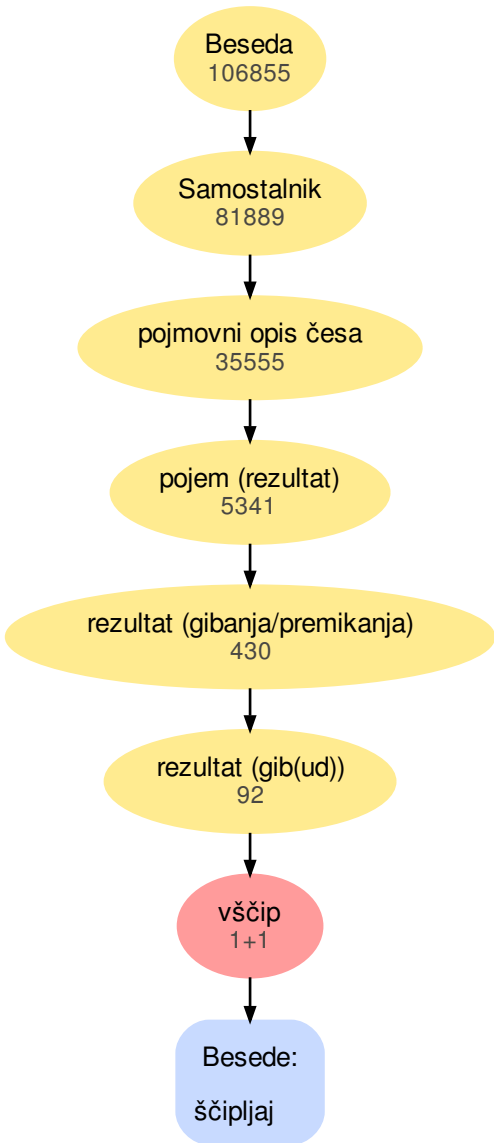 Beseda
106855
Samostalnik
81889
pojmovni opis česa
35555
pojem (rezultat)
5341
rezultat (gibanja/premikanja)
430
rezultat (gib(ud))
92
vščip
1+1
Besede:
ščipljaj